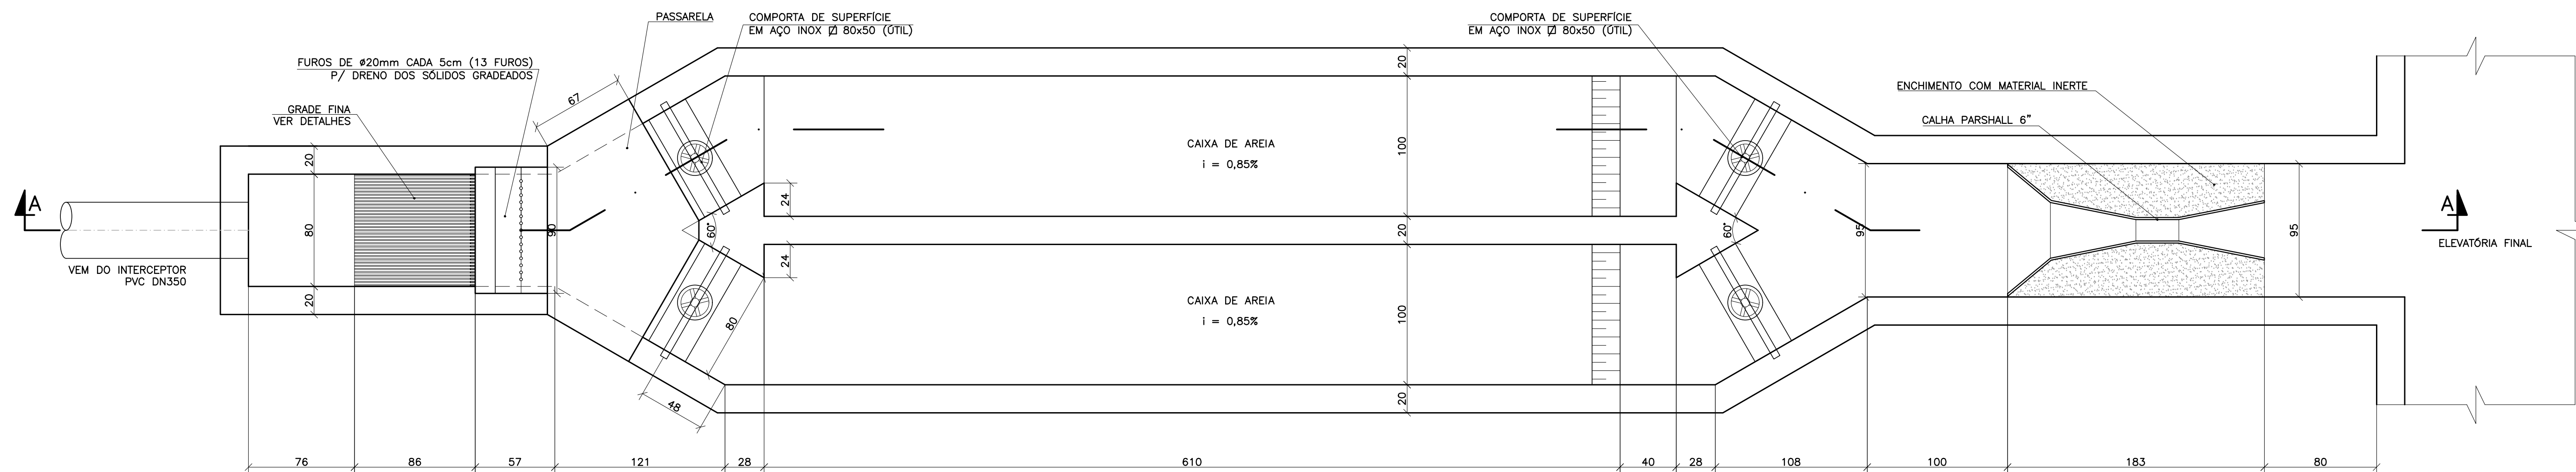 PASSARELA
COMPORTA DE SUPERFÍCIE
EM AÇO INOX 80x50 (ÚTIL)
COMPORTA DE SUPERFÍCIE
EM AÇO INOX 80x50 (ÚTIL)
FUROS DE ø20mm CADA 5cm (13 FUROS)
P/ DRENO DOS SÓLIDOS GRADEADOS
GRADE FINA
VER DETALHES
ENCHIMENTO COM MATERIAL INERTE
CALHA PARSHALL 6"
67
20
20
80
20
90
A
VEM DO INTERCEPTOR
PVC DN350
CAIXA DE AREIA
i = 0,85%
100
24
60°
20
24
60°
95
95
A
ELEVATÓRIA FINAL
CAIXA DE AREIA
i = 0,85%
100
80
48
20
76
86
57
121
28
610
40
28
108
100
183
80